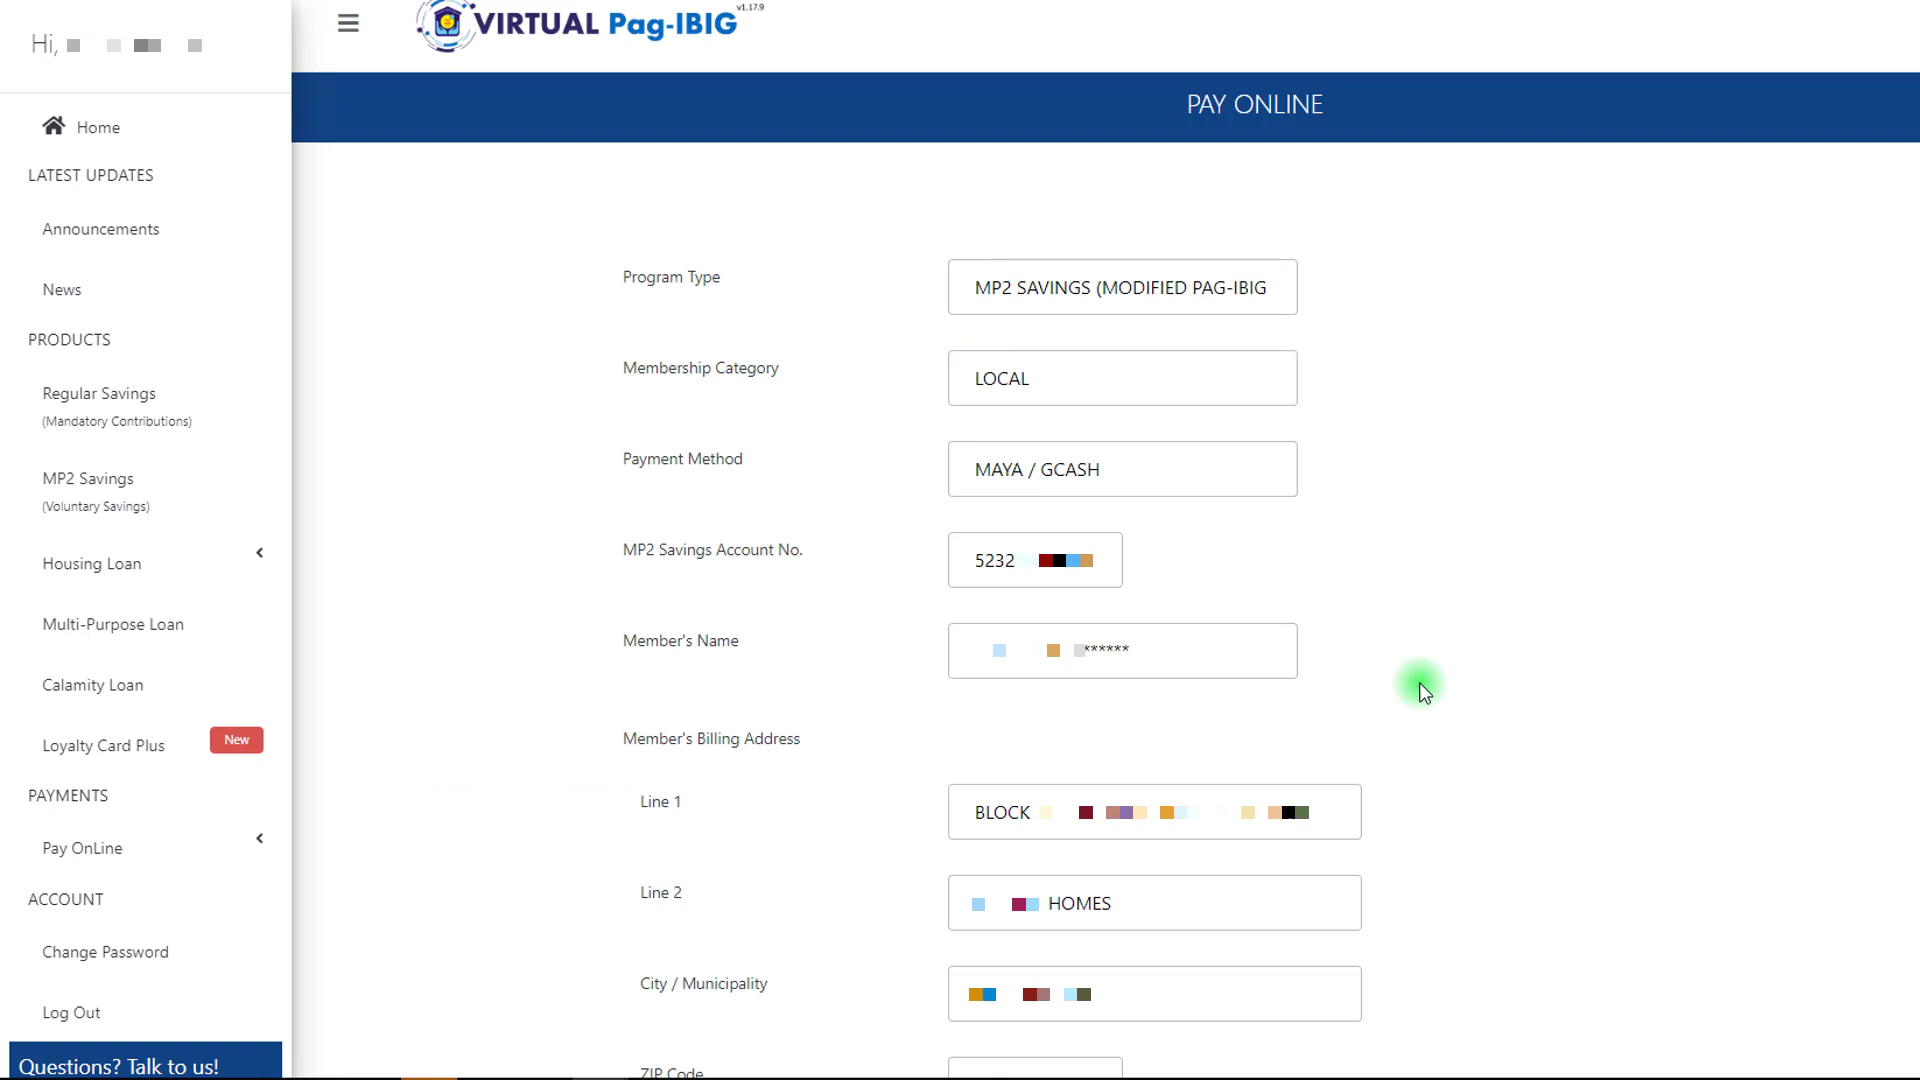 Hi,
VIRTUAL Pag-IBIG v1.17.9
PAY ONLINE
Home
LATEST UPDATES
Announcements
News
PRODUCTS
Regular Savings
(Mandatory Contributions)
MP2 Savings
(Voluntary Savings)
Housing Loan
Multi-Purpose Loan
Calamity Loan
Loyalty Card Plus New
PAYMENTS
Pay OnLine
ACCOUNT
Change Password
Log Out
Questions? Talk to us!
Program Type MP2 SAVINGS (MODIFIED PAG-IBIG
Membership Category LOCAL
Payment Method MAYA / GCASH
MP2 Savings Account No. 5232
Member's Name ******
Member's Billing Address
Line 1 BLOCK
Line 2 HOMES
City / Municipality
ZIP Code